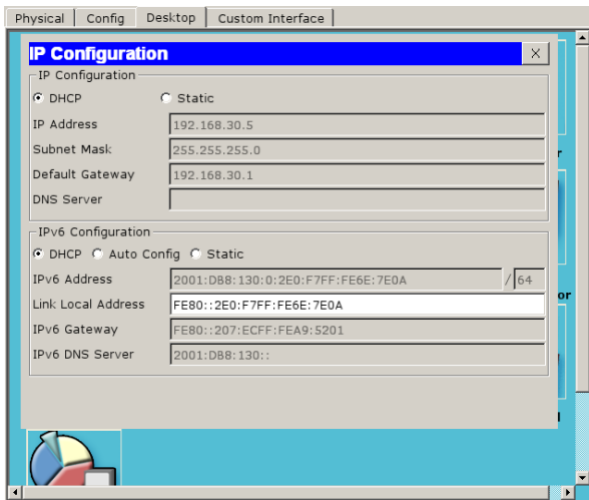 Physical Config Desktop Custom Interface
IP Configuration X
IP Configuration
DHCP Static
IP Address 192.168.30.5
Subnet Mask 255.255.255.0
Default Gateway 192.168.30.1
DNS Server
IPv6 Configuration
DHCP Auto Config Static
IPv6 Address 2001:DB8:130:0:2E0:F7FF:FE6E:7E0A / 64
Link Local Address FE80::2E0:F7FF:FE6E:7E0A
IPv6 Gateway FE80::207:ECFF:FEA9:5201
IPv6 DNS Server 2001:DB8:130::
r
or